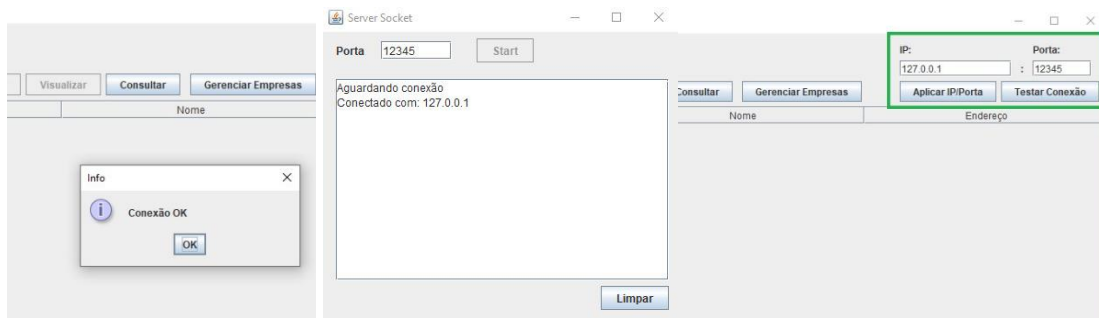 Visualizar
Consultar
Gerenciar Empresas
Nome
Info
Conexão OK
OK
Server Socket
Porta 12345 Start
Aguardando conexão
Conectado com: 127.0.0.1
Limpar
IP: Porta:
127.0.0.1 : 12345
Consultar Gerenciar Empresas Aplicar IP/Porta Testar Conexão
Nome Endereço